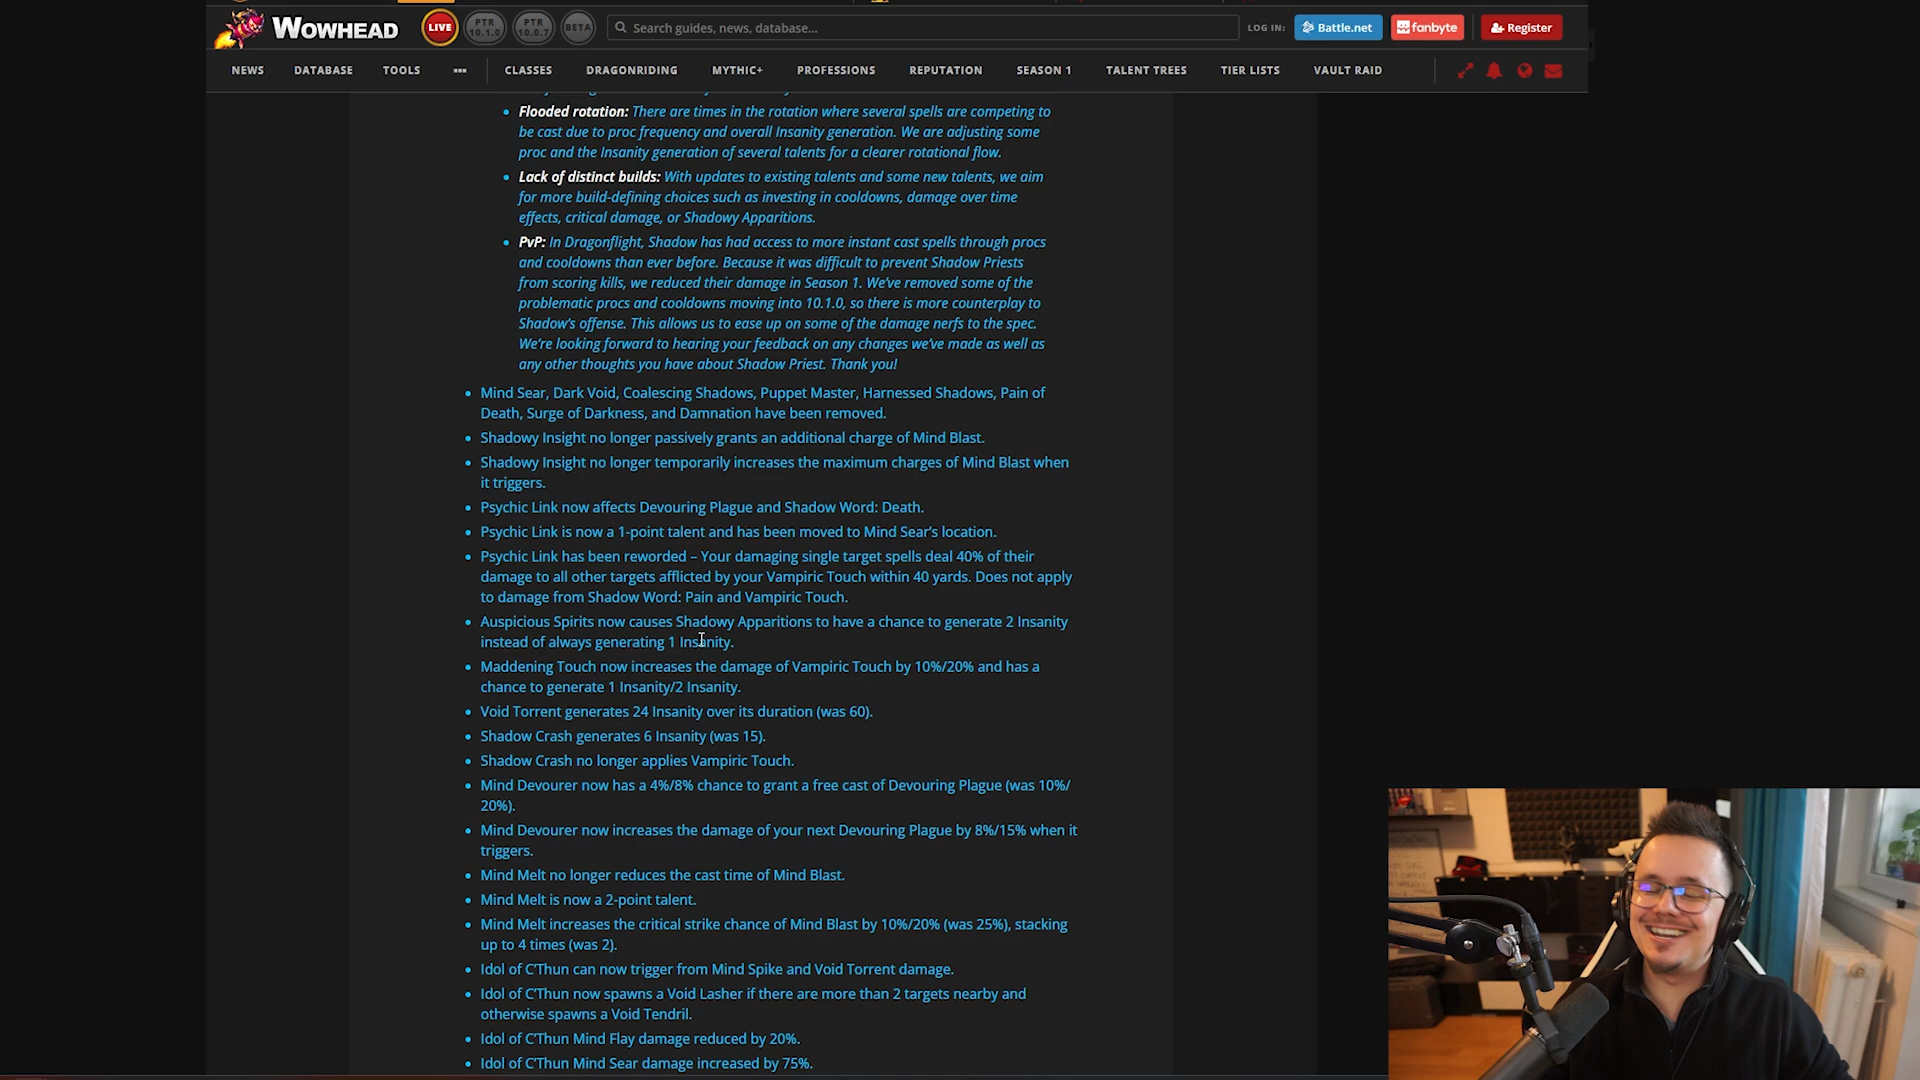 WOWHEAD
LIVE
PTR
10.1.0
PTR
10.0.7
BETA
Search guides, news, database...
LOG IN:
Battle.net
fanbyte
Register
NEWS
DATABASE
TOOLS
•••
CLASSES
DRAGONRIDING
MYTHIC+
PROFESSIONS
REPUTATION
SEASON 1
TALENT TREES
TIER LISTS
VAULT RAID
• Flooded rotation: There are times in the rotation where several spells are competing to
be cast due to proc frequency and overall Insanity generation. We are adjusting some
proc and the Insanity generation of several talents for a clearer rotational flow.
• Lack of distinct builds: With updates to existing talents and some new talents, we aim
for more build-defining choices such as investing in cooldowns, damage over time
effects, critical damage, or Shadowy Apparitions.
• PvP: In Dragonflight, Shadow has had access to more instant cast spells through procs
and cooldowns than ever before. Because it was difficult to prevent Shadow Priests
from scoring kills, we reduced their damage in Season 1. We've removed some of the
problematic procs and cooldowns moving into 10.1.0, so there is more counterplay to
Shadow's offense. This allows us to ease up on some of the damage nerfs to the spec.
We're looking forward to hearing your feedback on any changes we've made as well as
any other thoughts you have about Shadow Priest. Thank you!
• Mind Sear, Dark Void, Coalescing Shadows, Puppet Master, Harnessed Shadows, Pain of
Death, Surge of Darkness, and Damnation have been removed.
• Shadowy Insight no longer passively grants an additional charge of Mind Blast.
• Shadowy Insight no longer temporarily increases the maximum charges of Mind Blast when
it triggers.
• Psychic Link now affects Devouring Plague and Shadow Word: Death.
• Psychic Link is now a 1-point talent and has been moved to Mind Sear's location.
• Psychic Link has been reworded – Your damaging single target spells deal 40% of their
damage to all other targets afflicted by your Vampiric Touch within 40 yards. Does not apply
to damage from Shadow Word: Pain and Vampiric Touch.
• Auspicious Spirits now causes Shadowy Apparitions to have a chance to generate 2 Insanity
instead of always generating 1 Insanity.
• Maddening Touch now increases the damage of Vampiric Touch by 10%/20% and has a
chance to generate 1 Insanity/2 Insanity.
• Void Torrent generates 24 Insanity over its duration (was 60).
• Shadow Crash generates 6 Insanity (was 15).
• Shadow Crash no longer applies Vampiric Touch.
• Mind Devourer now has a 4%/8% chance to grant a free cast of Devouring Plague (was 10%/
20%).
• Mind Devourer now increases the damage of your next Devouring Plague by 8%/15% when it
triggers.
• Mind Melt no longer reduces the cast time of Mind Blast.
• Mind Melt is now a 2-point talent.
• Mind Melt increases the critical strike chance of Mind Blast by 10%/20% (was 25%), stacking
up to 4 times (was 2).
• Idol of C'Thun can now trigger from Mind Spike and Void Torrent damage.
• Idol of C'Thun now spawns a Void Lasher if there are more than 2 targets nearby and
otherwise spawns a Void Tendril.
• Idol of C'Thun Mind Flay damage reduced by 20%.
• Idol of C'Thun Mind Sear damage increased by 75%.